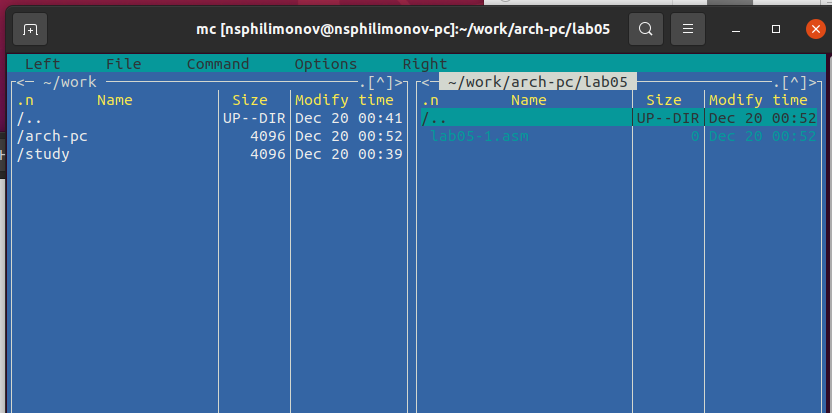 mc [nsphilimonov@nsphilimonov-pc]:~/work/arch-pc/lab05
Left File Command Options Right
<— ~/work .[^]>
.n Name Size Modify time
/.. UP--DIR Dec 20 00:41
/arch-pc 4096 Dec 20 00:52
/study 4096 Dec 20 00:39
<— ~/work/arch-pc/lab05 .[^]>
.n Name Size Modify time
/.. UP--DIR Dec 20 00:52
lab05-1.asm 0 Dec 20 00:52